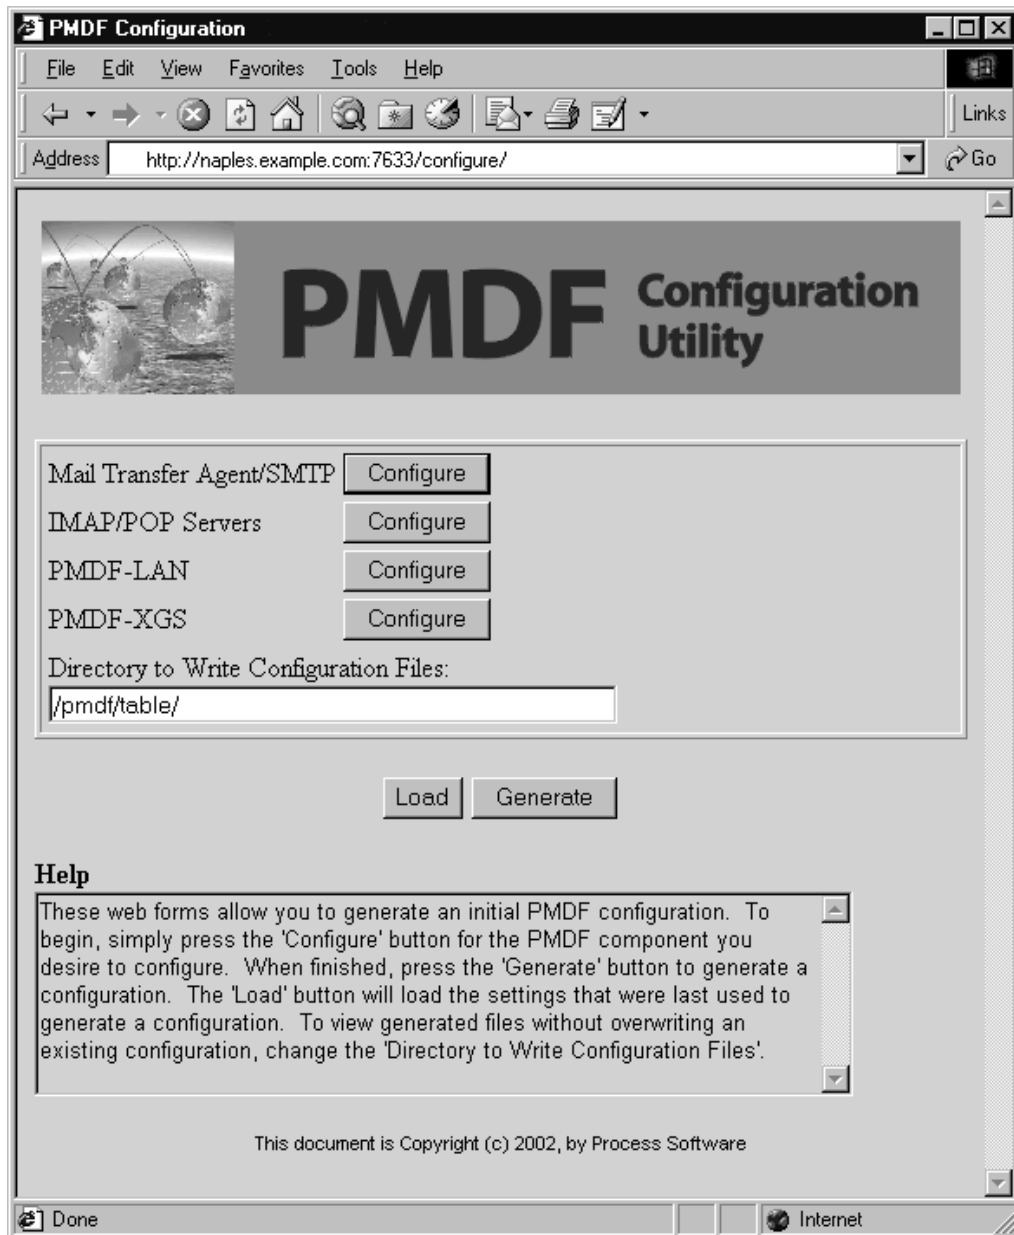 PMDF Configuration
File Edit View Favorites Tools Help
Links
Address http://naples.example.com:7633/configure/ Go
PMDF Configuration
Utility
Mail Transfer Agent/SMTP Configure
IMAP/POP Servers Configure
PMDF-LAN Configure
PMDF-XGS Configure
Directory to Write Configuration Files:
/pmdf/table/
Load Generate
Help
These web forms allow you to generate an initial PMDF configuration. To
begin, simply press the 'Configure' button for the PMDF component you
desire to configure. When finished, press the 'Generate' button to generate a
configuration. The 'Load' button will load the settings that were last used to
generate a configuration. To view generated files without overwriting an
existing configuration, change the 'Directory to Write Configuration Files'.
This document is Copyright (c) 2002, by Process Software
Done Internet